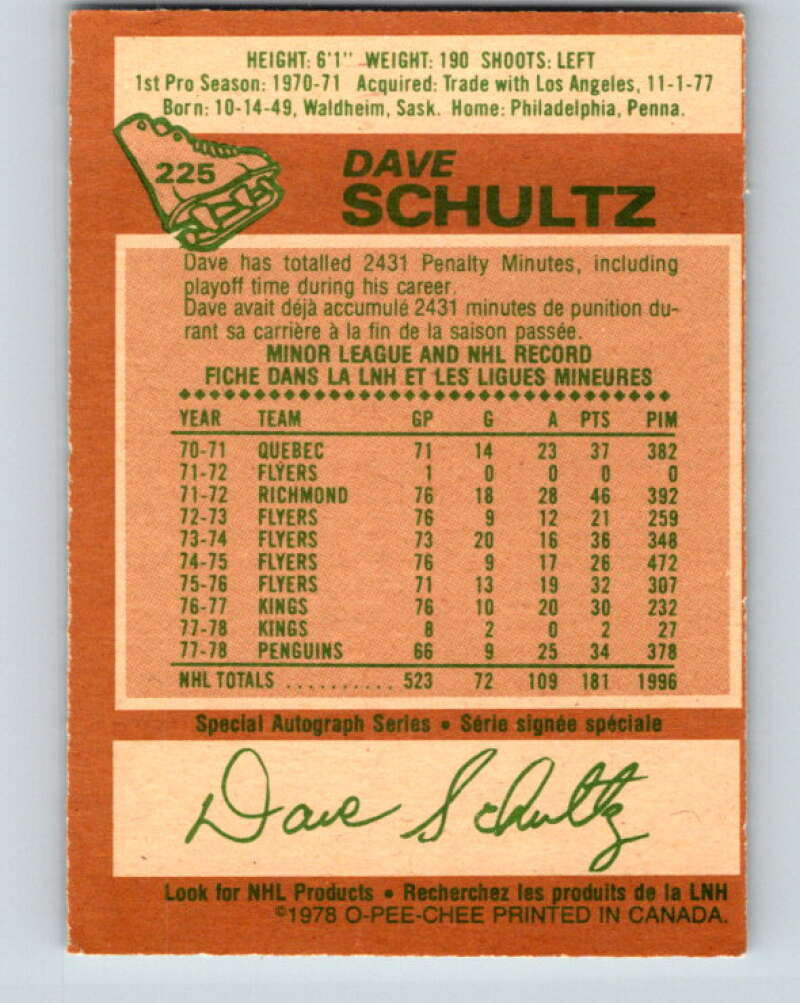 HEIGHT: 6'1" WEIGHT: 190 SHOOTS: LEFT
1st Pro Season: 1970-71 Acquired: Trade with Los Angeles, 11-1-77
Born: 10-14-49, Waldheim, Sask. Home: Philadelphia, Penna.
225
DAVE
SCHULTZ
Dave has totalled 2431 Penalty Minutes, including
playoff time during his career.
Dave avait déjà accumulé 2431 minutes de punition du-
rant sa carrière à la fin de la saison passée.
MINOR LEAGUE AND NHL RECORD
FICHE DANS LA LNH ET LES LIGUES MINEURES
YEAR TEAM GP G A PTS PIM
70-71 QUEBEC 71 14 23 37 382
71-72 FLYERS 1 0 0 0 0
71-72 RICHMOND 76 18 28 46 392
72-73 FLYERS 76 9 12 21 259
73-74 FLYERS 73 20 16 36 348
74-75 FLYERS 76 9 17 26 472
75-76 FLYERS 71 13 19 32 307
76-77 KINGS 76 10 20 30 232
77-78 KINGS 8 2 0 2 27
77-78 PENGUINS 66 9 25 34 378
NHL TOTALS .......... 523 72 109 181 1996
Special Autograph Series • Série signée spéciale
Dave Schultz
Look for NHL Products • Recherchez les produits de la LNH
©1978 O-PEE-CHEE PRINTED IN CANADA.